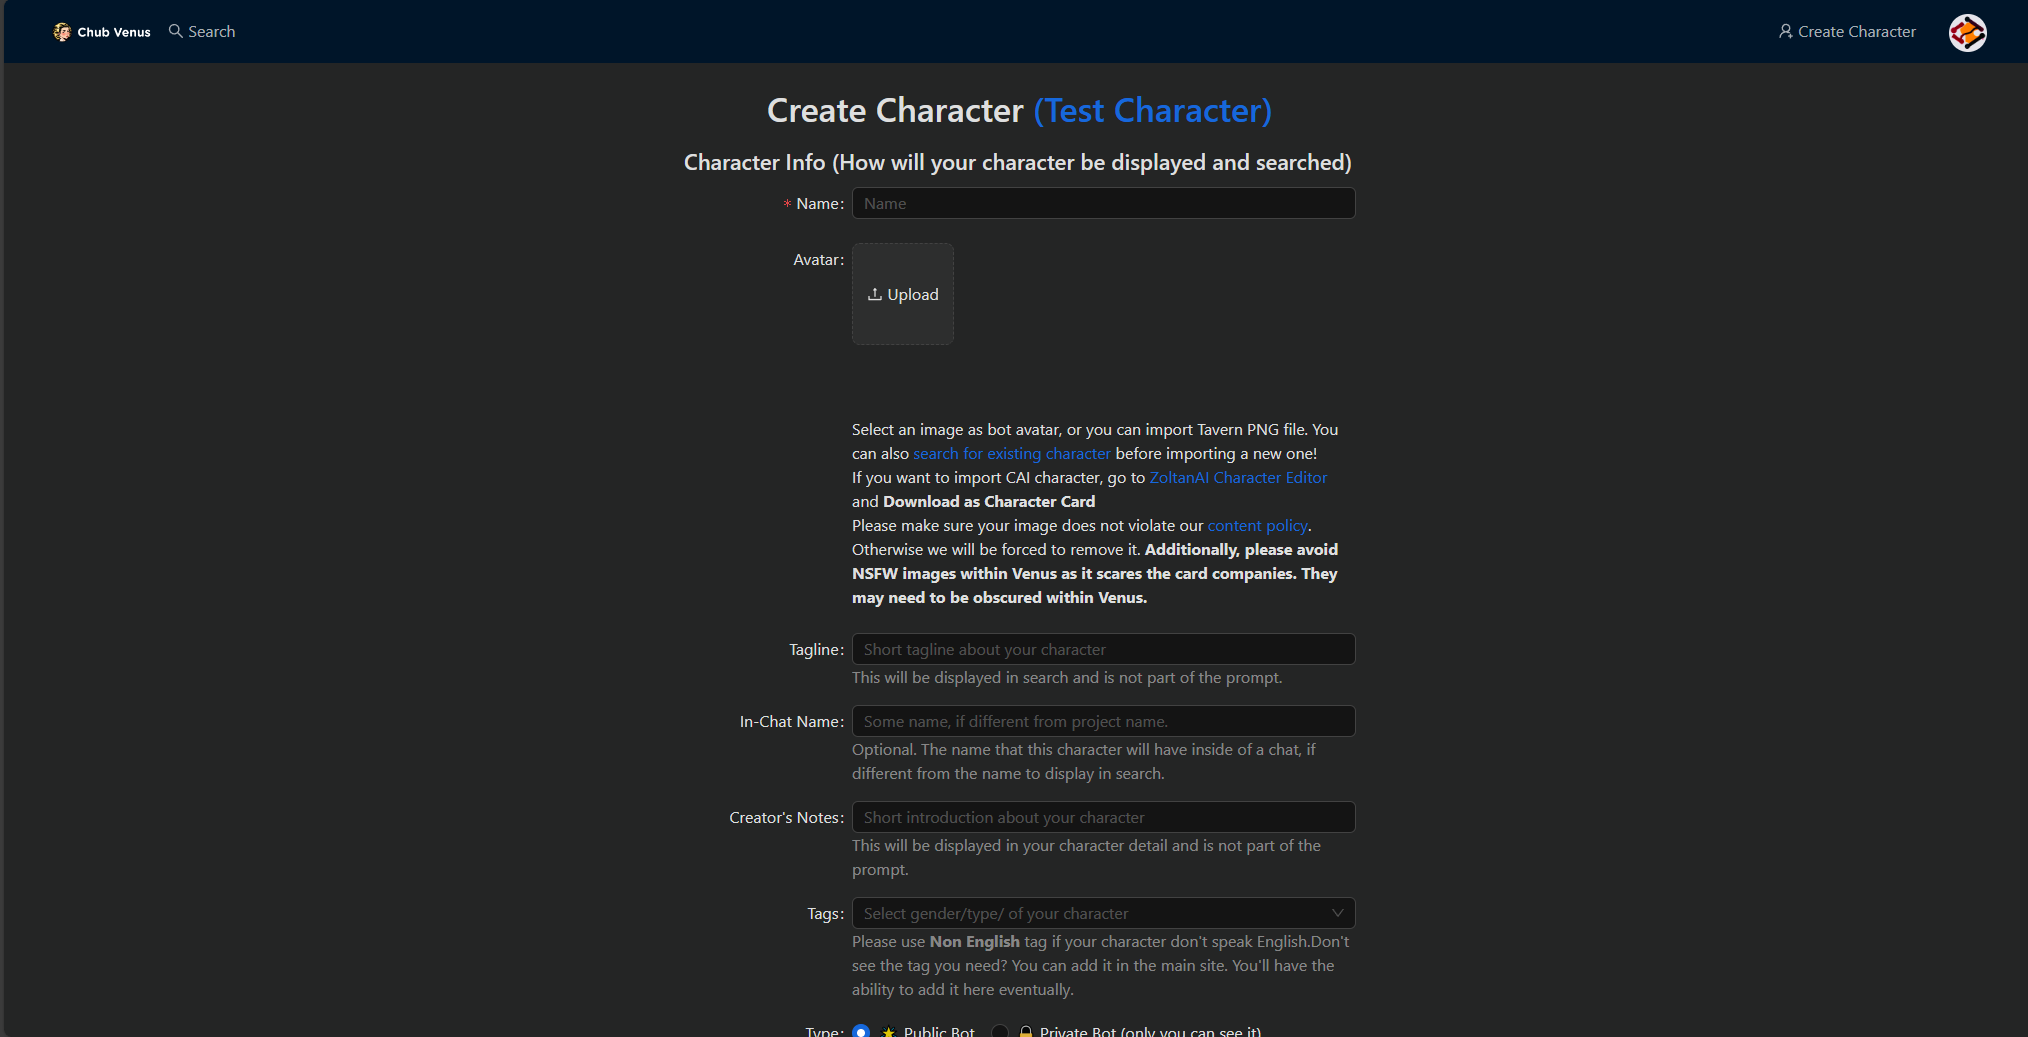 Chub Venus
Search
Create Character
Create Character (Test Character)
Character Info (How will your character be displayed and searched)
* Name:
Name
Avatar:
Upload
Select an image as bot avatar, or you can import Tavern PNG file. You
can also search for existing character before importing a new one!
If you want to import CAI character, go to ZoltanAI Character Editor
and Download as Character Card
Please make sure your image does not violate our content policy.
Otherwise we will be forced to remove it. Additionally, please avoid
NSFW images within Venus as it scares the card companies. They
may need to be obscured within Venus.
Tagline:
Short tagline about your character
This will be displayed in search and is not part of the prompt.
In-Chat Name:
Some name, if different from project name.
Optional. The name that this character will have inside of a chat, if
different from the name to display in search.
Creator's Notes:
Short introduction about your character
This will be displayed in your character detail and is not part of the
prompt.
Tags:
Select gender/type/ of your character
Please use Non English tag if your character don't speak English.Don't
see the tag you need? You can add it in the main site. You'll have the
ability to add it here eventually.
Type:
Public Bot
Private Bot (only you can see it)